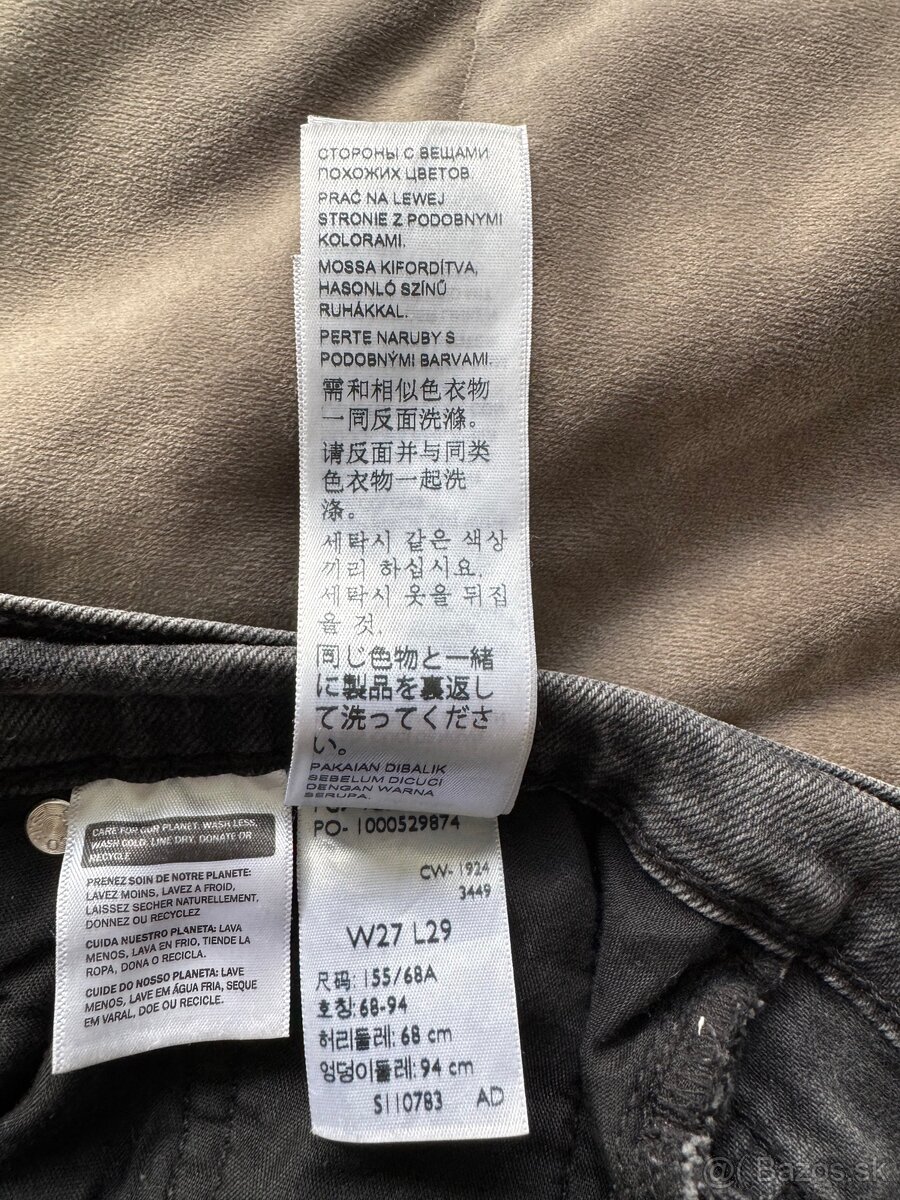 СТОРОНЫ С ВЕЩАМИ
ПОХОЖИХ ЦВЕТОВ.
PRAĆ NA LEWEJ
STRONIE Z PODOBNYMI
KOLORAMI.
MOSSA KIFORDÍTVA,
HASONLÓ SZÍNŰ
RUHÁKKAL.
PERTE NARUBY S
PODOBNÝMI BARVAMI.
需和相似色衣物
一同反面洗滌。
请反面并与同类
色衣物一起洗
涤。
세탁시 같은 색상
끼리 하십시요.
세탁시 옷을 뒤집
을 것.
同じ色物と一緒
に製品を裏返し
て洗ってくださ
い。
PAKAIAN DIBALIK
SEBELUM DICUCI
DENGAN WARNA
SERUPA.
PO- 1000529874
CW- 1924
3449
W27 L29
尺码: 155/68A
호칭: 68-94
허리둘레: 68 cm
엉덩이둘레: 94 cm
S110783 AD
CARE FOR OUR PLANET: WASH LESS,
WASH COLD, LINE DRY, DONATE OR
RECYCLE
PRENEZ SOIN DE NOTRE PLANETE:
LAVEZ MOINS, LAVEZ A FROID,
LAISSEZ SECHER NATURELLEMENT,
DONNEZ OU RECYCLEZ
CUIDA NUESTRO PLANETA: LAVA
MENOS, LAVA EN FRIO, TIENDE LA
ROPA, DONA O RECICLA.
CUIDE DO NOSSO PLANETA: LAVE
MENOS, LAVE EM ÁGUA FRIA, SEQUE
EM VARAL, DOE OU RECICLE.
@ Bazos.sk